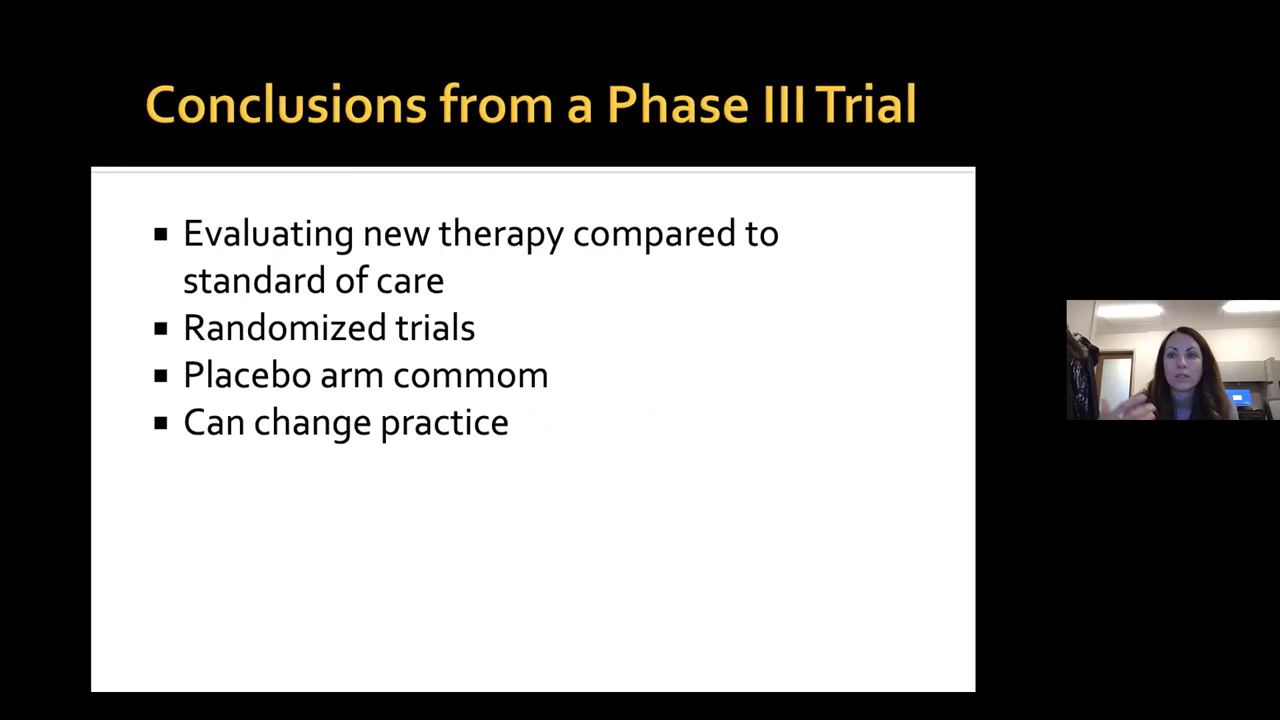 Conclusions from a Phase III Trial
▪ Evaluating new therapy compared to
standard of care
▪ Randomized trials
▪ Placebo arm commom
▪ Can change practice